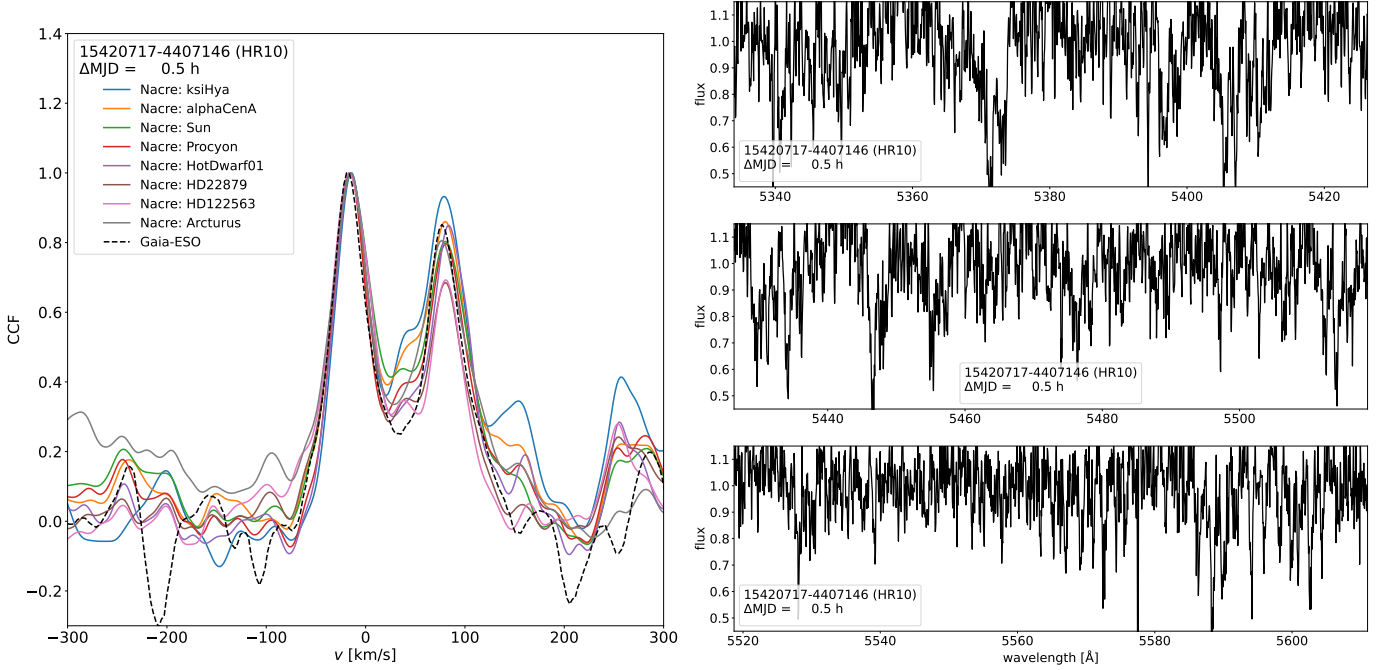 1.4
1.2
1.0
0.8
0.6
0.4
0.2
0.0
−0.2
CCF
15420717-4407146 (HR10)
ΔMJD = 0.5 h
Nacre: ksiHya
Nacre: alphaCenA
Nacre: Sun
Nacre: Procyon
Nacre: HotDwarf01
Nacre: HD22879
Nacre: HD122563
Nacre: Arcturus
Gaia-ESO
−300 −200 −100 0 100 200 300
v [km/s]
1.1
1.0
0.9
0.8
0.7
0.6
0.5
flux
15420717-4407146 (HR10)
ΔMJD = 0.5 h
5340 5360 5380 5400 5420
1.1
1.0
0.9
0.8
0.7
0.6
0.5
flux
15420717-4407146 (HR10)
ΔMJD = 0.5 h
5440 5460 5480 5500
1.1
1.0
0.9
0.8
0.7
0.6
0.5
flux
15420717-4407146 (HR10)
ΔMJD = 0.5 h
5520 5540 5560 5580 5600
wavelength [Å]